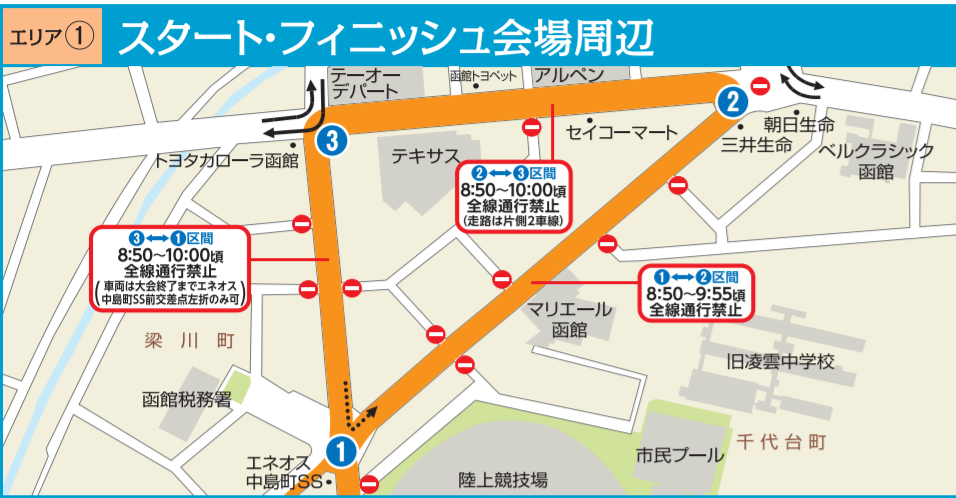 エリア①
スタート・フィニッシュ会場周辺
テーオー
デパート
函館トヨペット
アルペン
2
3
トヨタカローラ函館
テキサス
セイコーマート
朝日生命
三井生命
ベルクラシック
函館
2↔3区間
8:50〜10:00頃
全線通行禁止
(走路は片側2車線)
3↔1区間
8:50〜10:00頃
全線通行禁止
(車両は大会終了までエネオス
中島町SS前交差点左折のみ可)
1↔2区間
8:50〜9:55頃
全線通行禁止
マリエール
函館
梁川町
旧凌雲中学校
函館税務署
千代台町
市民プール
1
エネオス
中島町SS
陸上競技場